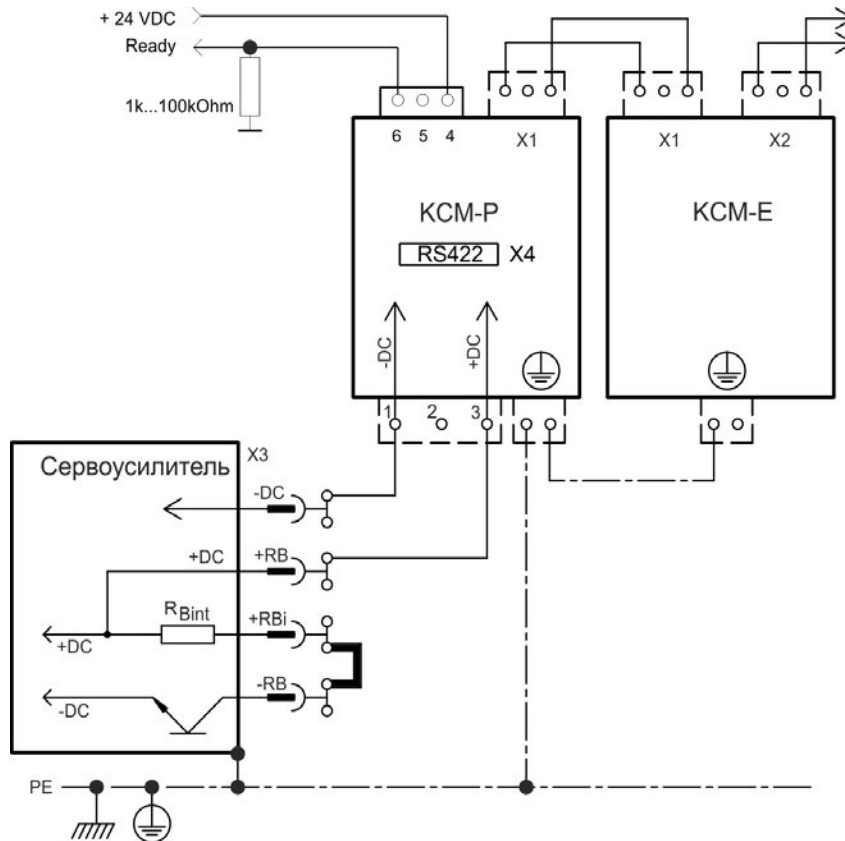 + 24 VDC
Ready
1k...100kOhm
6 5 4
X1
X1
X2
KCM-P
KCM-E
RS422 X4
-DC
+DC
1 2 3
Сервоусилитель
X3
-DC
+DC
+RB
RBint
+RBi
+DC
-RB
-DC
PE